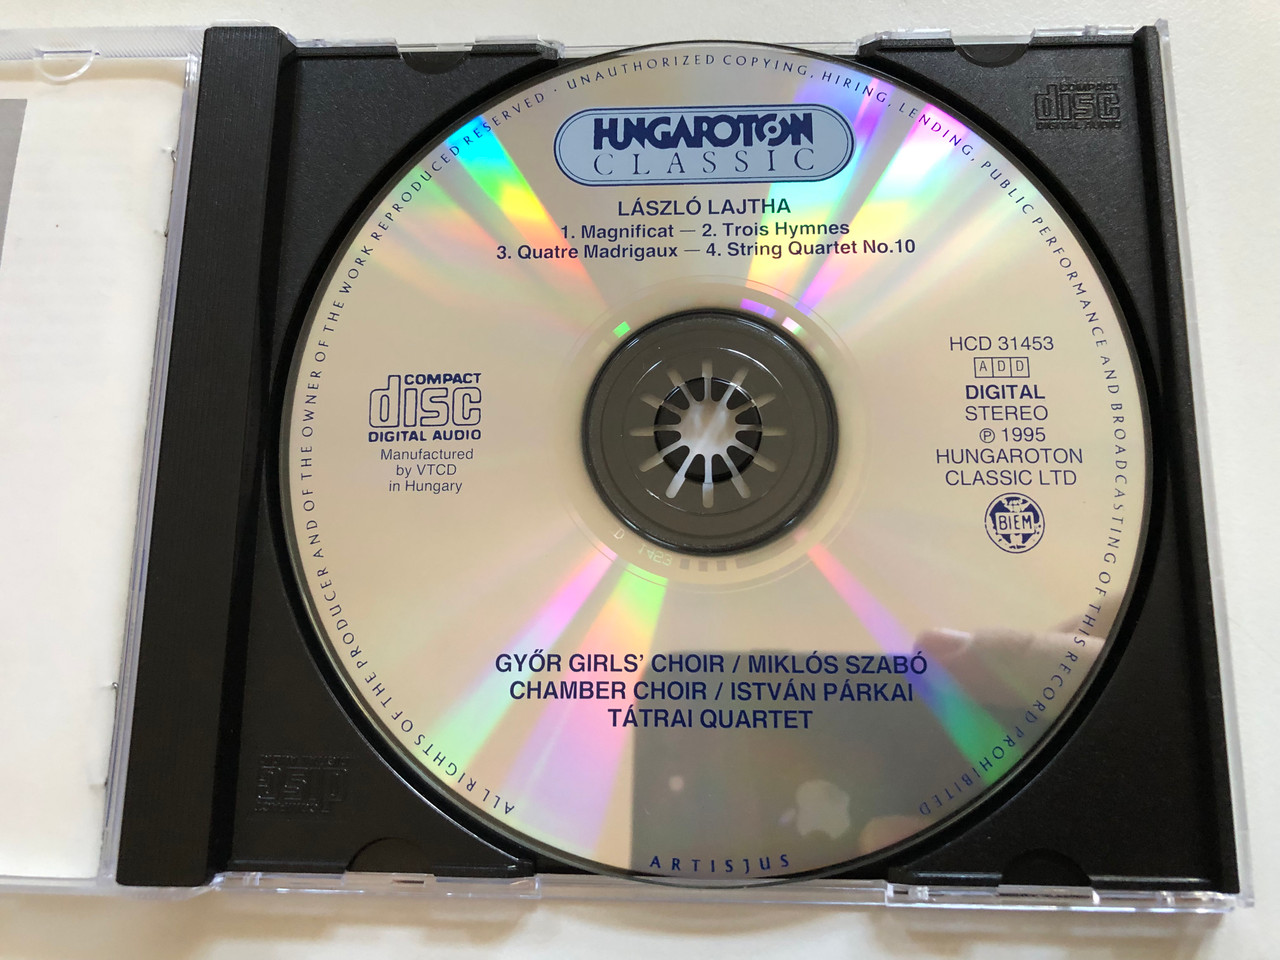 HUNGAROTON
CLASSIC
LÁSZLÓ LAJTHA
1. Magnificat — 2. Trois Hymnes
3. Quatre Madrigaux — 4. String Quartet No.10
COMPACT
disc
DIGITAL AUDIO
Manufactured
by VTCD
in Hungary
HCD 31453
ADD
DIGITAL
STEREO
℗ 1995
HUNGAROTON
CLASSIC LTD
BIEM
GYŐR GIRLS' CHOIR / MIKLÓS SZABÓ
CHAMBER CHOIR / ISTVÁN PÁRKAI
TÁTRAI QUARTET
ALL RIGHTS OF THE PRODUCER AND OF THE OWNER OF THE WORK REPRODUCED RESERVED · UNAUTHORIZED COPYING, HIRING, LENDING, PUBLIC PERFORMANCE AND BROADCASTING OF THIS RECORD PROHIBITED
ARTISJUS
COMPACT
disc
DIGITAL AUDIO